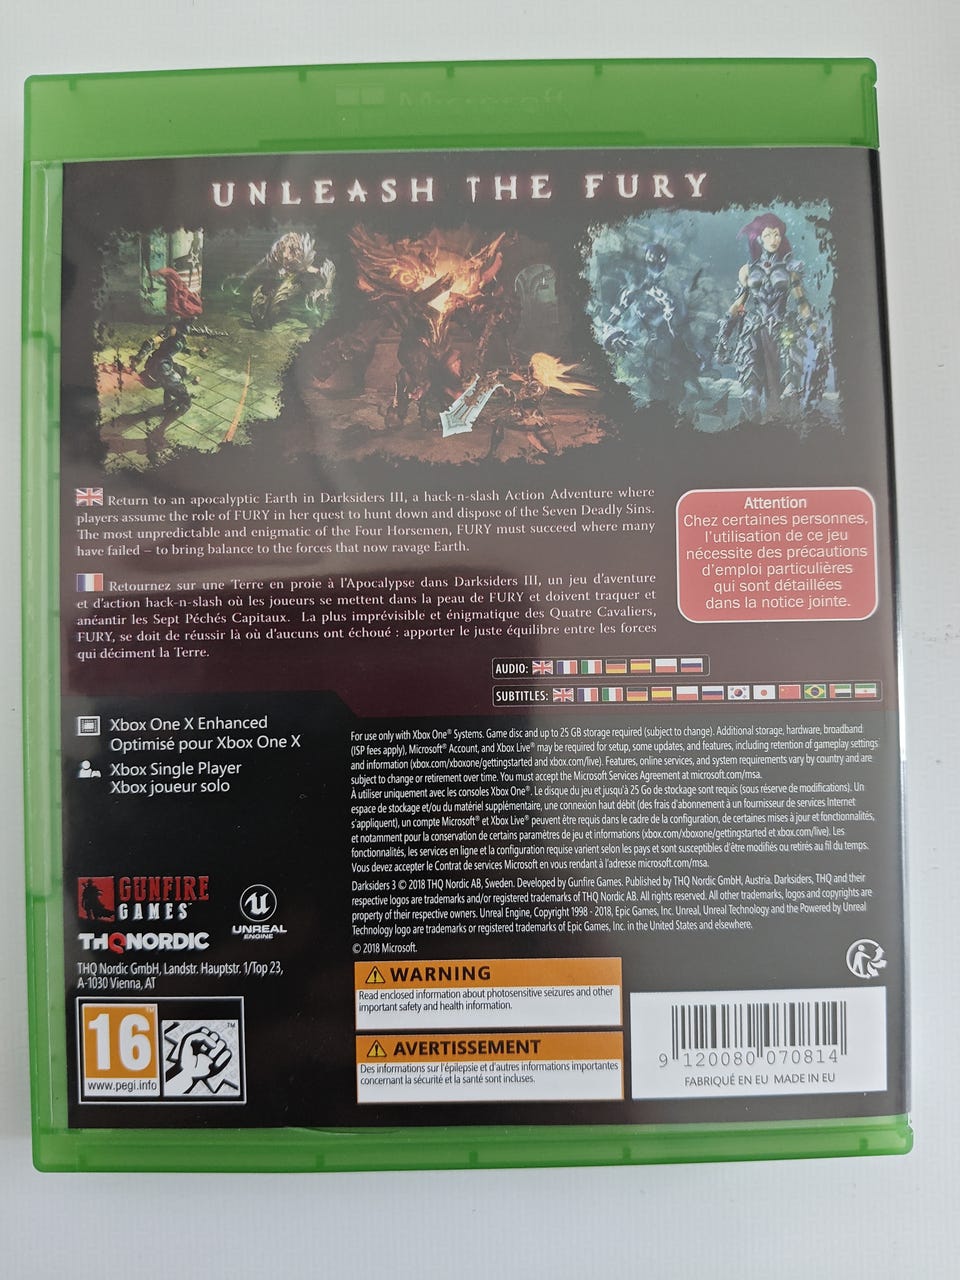 Microsoft
UNLEASH THE FURY
Return to an apocalyptic Earth in Darksiders III, a hack-n-slash Action Adventure where
players assume the role of FURY in her quest to hunt down and dispose of the Seven Deadly Sins.
The most unpredictable and enigmatic of the Four Horsemen, FURY must succeed where many
have failed – to bring balance to the forces that now ravage Earth.
Retournez sur une Terre en proie à l'Apocalypse dans Darksiders III, un jeu d'aventure
et d'action hack-n-slash où les joueurs se mettent dans la peau de FURY et doivent traquer et
anéantir les Sept Péchés Capitaux. La plus imprévisible et énigmatique des Quatre Cavaliers,
FURY, se doit de réussir là où d'aucuns ont échoué : apporter le juste équilibre entre les forces
qui déciment la Terre.
Attention
Chez certaines personnes,
l'utilisation de ce jeu
nécessite des précautions
d'emploi particulières
qui sont détaillées
dans la notice jointe.
AUDIO:
SUBTITLES:
Xbox One X Enhanced
Optimisé pour Xbox One X
Xbox Single Player
Xbox joueur solo
For use only with Xbox One® Systems. Game disc and up to 25 GB storage required (subject to change). Additional storage, hardware, broadband
(ISP fees apply), Microsoft® Account, and Xbox Live® may be required for setup, some updates, and features, including retention of gameplay settings
and information (xbox.com/xboxone/gettingstarted and xbox.com/live). Features, online services, and system requirements vary by country and are
subject to change or retirement over time. You must accept the Microsoft Services Agreement at microsoft.com/msa.
À utiliser uniquement avec les consoles Xbox One®. Le disque du jeu et jusqu'à 25 Go de stockage sont requis (sous réserve de modifications). Un
espace de stockage et/ou du matériel supplémentaire, une connexion haut débit (des frais d'abonnement à un fournisseur de services Internet
s'appliquent), un compte Microsoft® et Xbox Live® peuvent être requis dans le cadre de la configuration, de certaines mises à jour et fonctionnalités,
et notamment pour la conservation de certains paramètres de jeu et informations (xbox.com/xboxone/gettingstarted et xbox.com/live). Les
fonctionnalités, les services en ligne et la configuration requise varient selon les pays et sont susceptibles d'être modifiés ou retirés au fil du temps.
Vous devez accepter le Contrat de services Microsoft en vous rendant à l'adresse microsoft.com/msa.
Darksiders 3 © 2018 THQ Nordic AB, Sweden. Developed by Gunfire Games. Published by THQ Nordic GmbH, Austria. Darksiders, THQ and their
respective logos are trademarks and/or registered trademarks of THQ Nordic AB. All rights reserved. All other trademarks, logos and copyrights are
property of their respective owners. Unreal Engine, Copyright 1998 - 2018, Epic Games, Inc. Unreal, Unreal Technology and the Powered by Unreal
Technology logo are trademarks or registered trademarks of Epic Games, Inc. in the United States and elsewhere.
© 2018 Microsoft.
GUNFIRE
GAMES
UNREAL
ENGINE
THQ NORDIC
THQ Nordic GmbH, Landstr. Hauptstr. 1/Top 23,
A-1030 Vienna, AT
16
™
www.pegi.info
™
WARNING
Read enclosed information about photosensitive seizures and other
important safety and health information.
AVERTISSEMENT
Des informations sur l'épilepsie et d'autres informations importantes
concernant la sécurité et la santé sont incluses.
9 120080 070814
FABRIQUÉ EN EU MADE IN EU